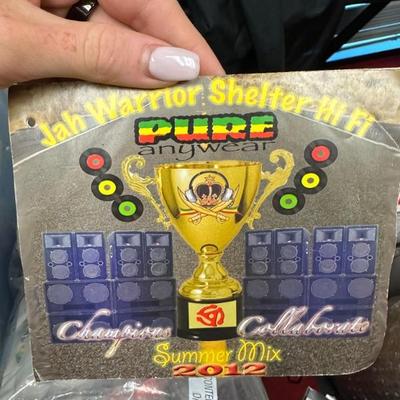 Jah Warrior Shelter Hi Fi
PURE
anywear
Champions Collaborate
Summer Mix
2012